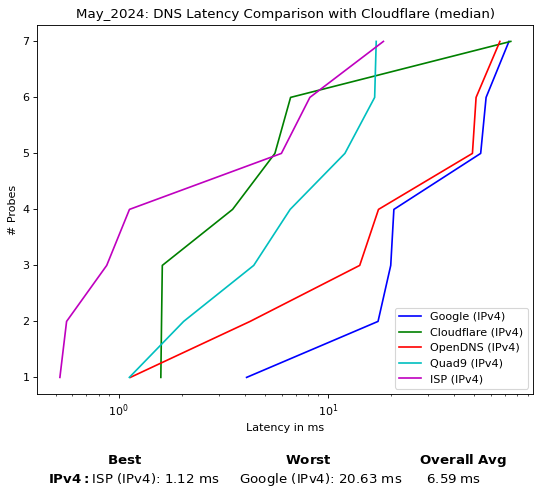 May_2024: DNS Latency Comparison with Cloudflare (median)
7
6
5
4
3
2
1
# Probes
10^0
10^1
Latency in ms
Google (IPv4)
Cloudflare (IPv4)
OpenDNS (IPv4)
Quad9 (IPv4)
ISP (IPv4)
Best Worst Overall Avg
IPv4: ISP (IPv4): 1.12 ms Google (IPv4): 20.63 ms 6.59 ms